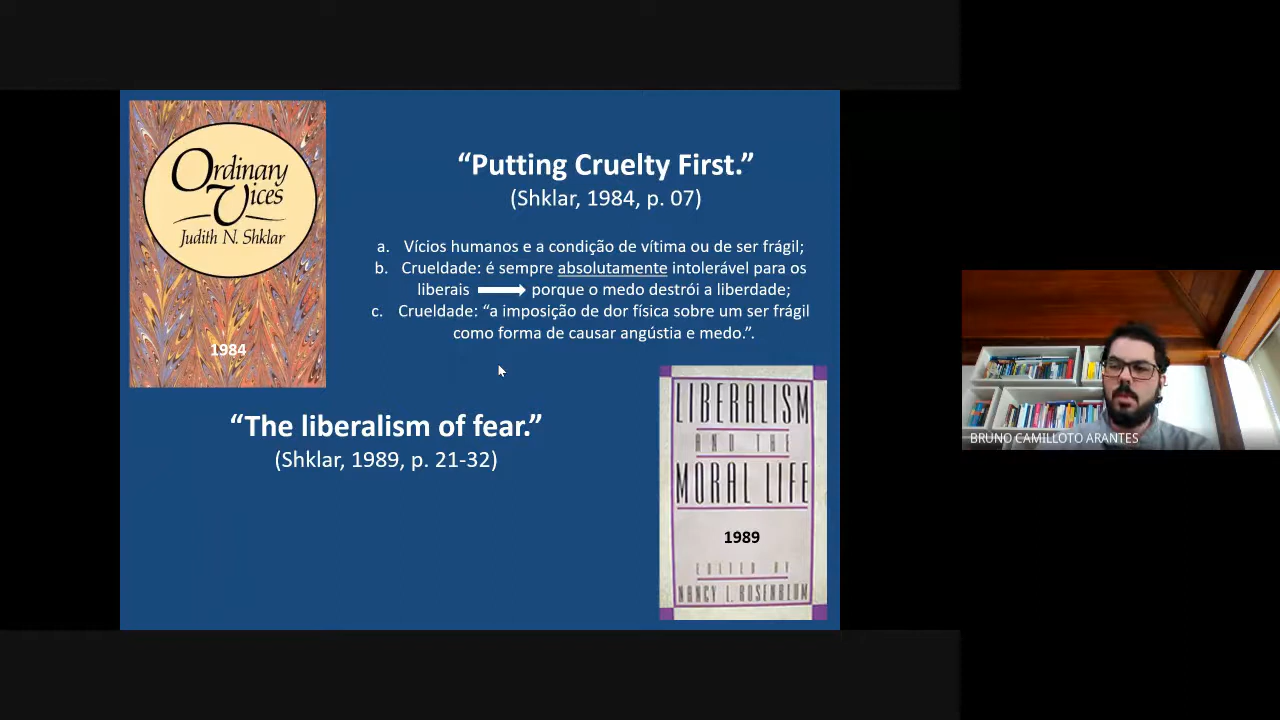 Ordinary
Vices
Judith N. Shklar
1984
“Putting Cruelty First.”
(Shklar, 1984, p. 07)
a. Vícios humanos e a condição de vítima ou de ser frágil;
b. Crueldade: é sempre absolutamente intolerável para os
liberais porque o medo destrói a liberdade;
c. Crueldade: “a imposição de dor física sobre um ser frágil
como forma de causar angústia e medo.”.
“The liberalism of fear.”
(Shklar, 1989, p. 21-32)
LIBERALISM
AND THE
MORAL LIFE
1989
EDITED BY
NANCY L. ROSENBLUM
BRUNO CAMILLOTO ARANTES